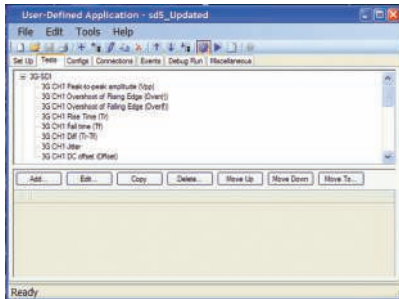 User-Defined Application - sd5_Updated
File Edit Tools Help
Set Up Tests Configs Connections Events Debug Run Miscellaneous
3G-SDI
3G CH1 Peak-to-peak amplitude (Vpp)
3G CH1 Overshoot of Rising Edge (OverR)
3G CH1 Overshoot of Falling Edge (OverF)
3G CH1 Rise Time (Tr)
3G CH1 Fall time (Tf)
3G CH1 Diff (Tr-Tf)
3G CH1 Jitter
3G CH1 DC offset (Offset)
Add... Edit... Copy Delete... Move Up Move Down Move To...
Ready